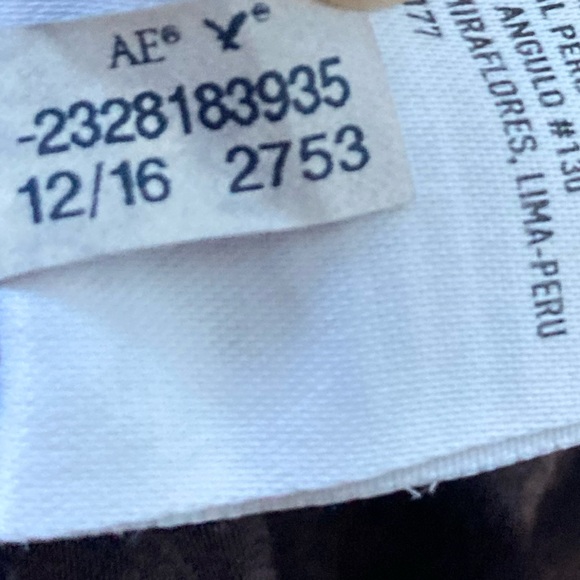 AE®
-2328183935
12/16 2753
177
MIRAFLORES, LIMA-PERU
ANGULO #130